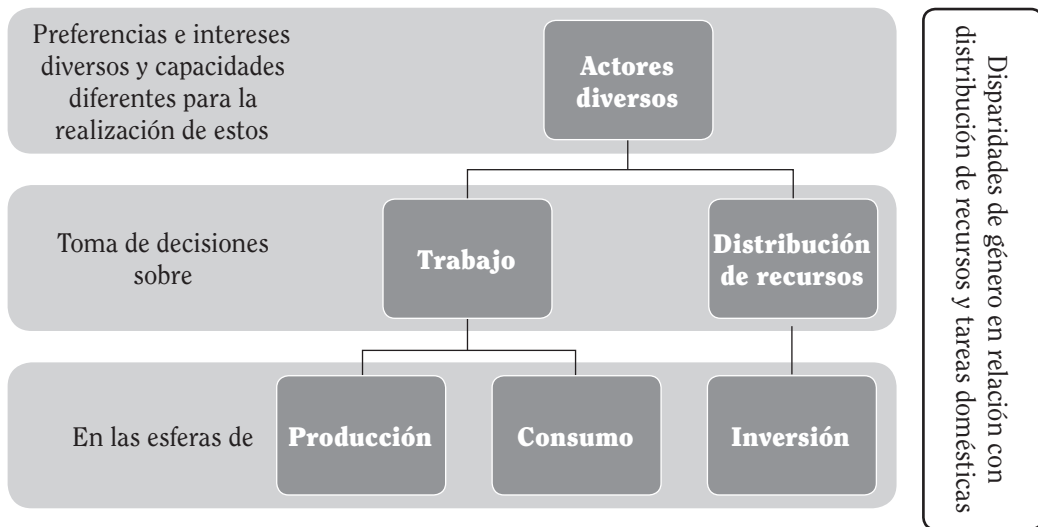 Preferencias e intereses
diversos y capacidades
diferentes para la
realización de estos
Actores
diversos
Toma de decisiones
sobre
Trabajo
Distribución
de recursos
En las esferas de
Producción
Consumo
Inversión
Disparidades de género en relación con
distribución de recursos y tareas domésticas